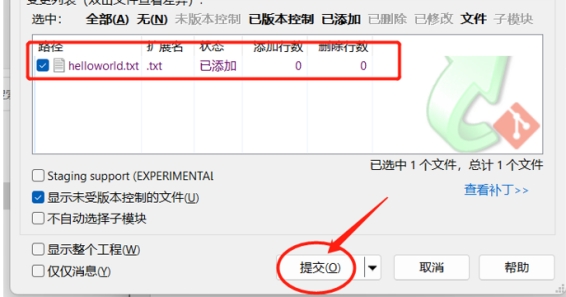 变更列表（双击文件查看差异）:
选中: 全部(A) 无(N) 未版本控制 已版本控制 已添加 已删除 已修改 文件 子模块
路径 扩展名 状态 添加行数 删除行数
helloworld.txt .txt 已添加 0 0
已选中 1 个文件，总计 1 个文件
Staging support (EXPERIMENTAL
查看补丁>>
显示未受版本控制的文件(U)
不自动选择子模块
显示整个工程(W)
仅仅消息(Y)
提交(O) 取消 帮助